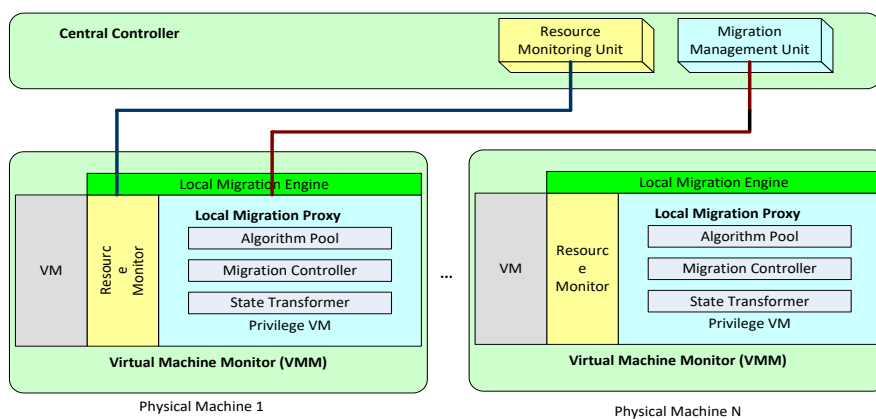 Central Controller
Resource
Monitoring Unit
Migration
Management Unit
Local Migration Engine
VM
Resourc
e
Monitor
Local Migration Proxy
Algorithm Pool
Migration Controller
State Transformer
Privilege VM
Virtual Machine Monitor (VMM)
Physical Machine 1
...
Local Migration Engine
VM
Resourc
e
Monitor
Local Migration Proxy
Algorithm Pool
Migration Controller
State Transformer
Privilege VM
Virtual Machine Monitor (VMM)
Physical Machine N